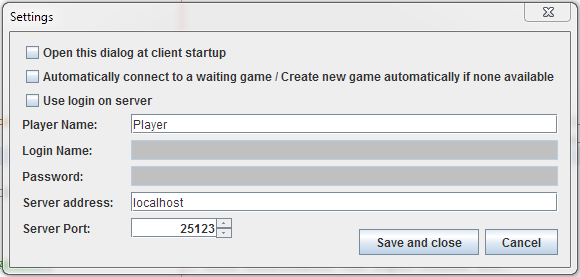 Settings
Open this dialog at client startup
Automatically connect to a waiting game / Create new game automatically if none available
Use login on server
Player Name: Player
Login Name:
Password:
Server address: localhost
Server Port: 25123
Save and close Cancel